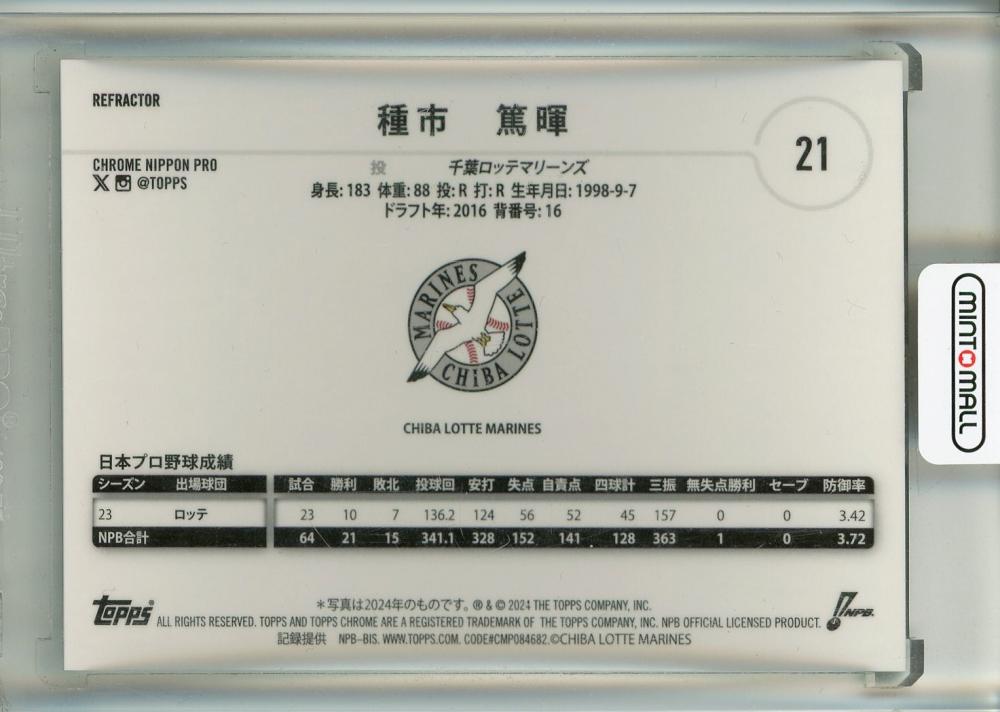 REFRACTOR
種市 篤暉
21
CHROME NIPPON PRO
@TOPPS
投 千葉ロッテマリーンズ
身長: 183 体重: 88 投: R 打: R 生年月日: 1998-9-7
ドラフト年: 2016 背番号: 16
MARINES
CHIBA LOTTE
CHIBA LOTTE MARINES
MINT MALL
日本プロ野球成績
シーズン 出場球団 試合 勝利 敗北 投球回 安打 失点 自責点 四球計 三振 無失点勝利 セーブ 防御率
23 ロッテ 23 10 7 136.2 124 56 52 45 157 0 0 3.42
NPB合計 64 21 15 341.1 328 152 141 128 363 1 0 3.72
topps
*写真は2024年のものです。® & © 2024 THE TOPPS COMPANY, INC.
ALL RIGHTS RESERVED. TOPPS AND TOPPS CHROME ARE A REGISTERED TRADEMARK OF THE TOPPS COMPANY, INC. NPB OFFICIAL LICENSED PRODUCT.
NPB.
記録提供 NPB-BIS. WWW.TOPPS.COM. CODE#CMP084682. ©CHIBA LOTTE MARINES